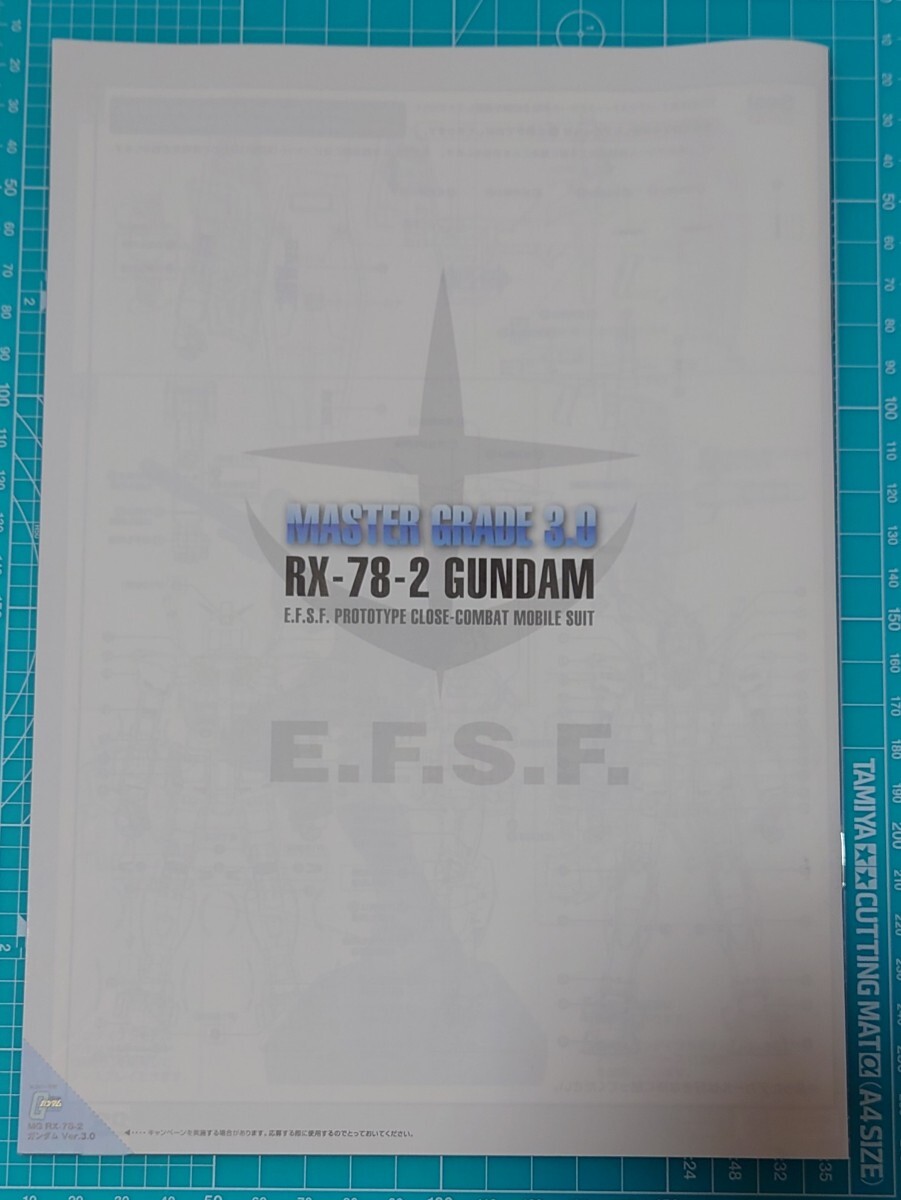 MASTER GRADE 3.0
RX-78-2 GUNDAM
E.F.S.F. PROTOTYPE CLOSE-COMBAT MOBILE SUIT
E.F.S.F.
MG RX-78-2
ガンダム Ver.3.0
◀・・・・キャンペーンを実施する場合があります。応募する際に使用するのでとっておいてください。
TAMIYA★★CUTTING MAT α (A4 SIZE)